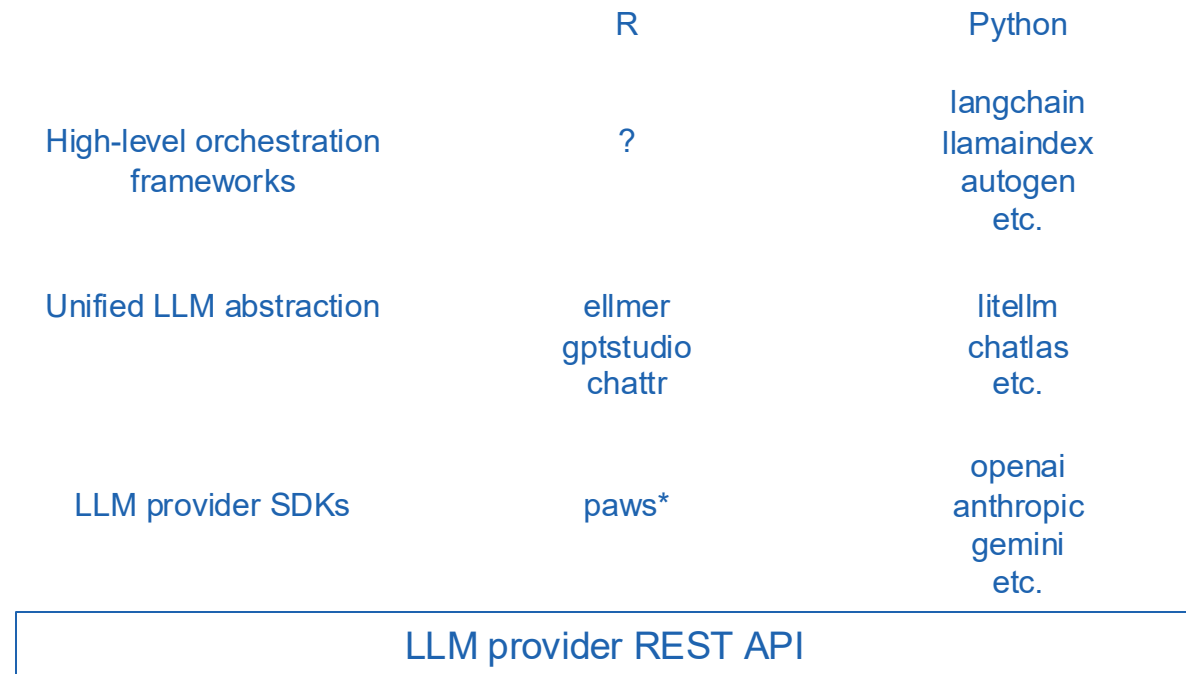 R Python
High-level orchestration frameworks
?
langchain
llamaindex
autogen
etc.
Unified LLM abstraction
ellmer
gptstudio
chattr
litellm
chatlas
etc.
LLM provider SDKs
paws*
openai
anthropic
gemini
etc.
LLM provider REST API